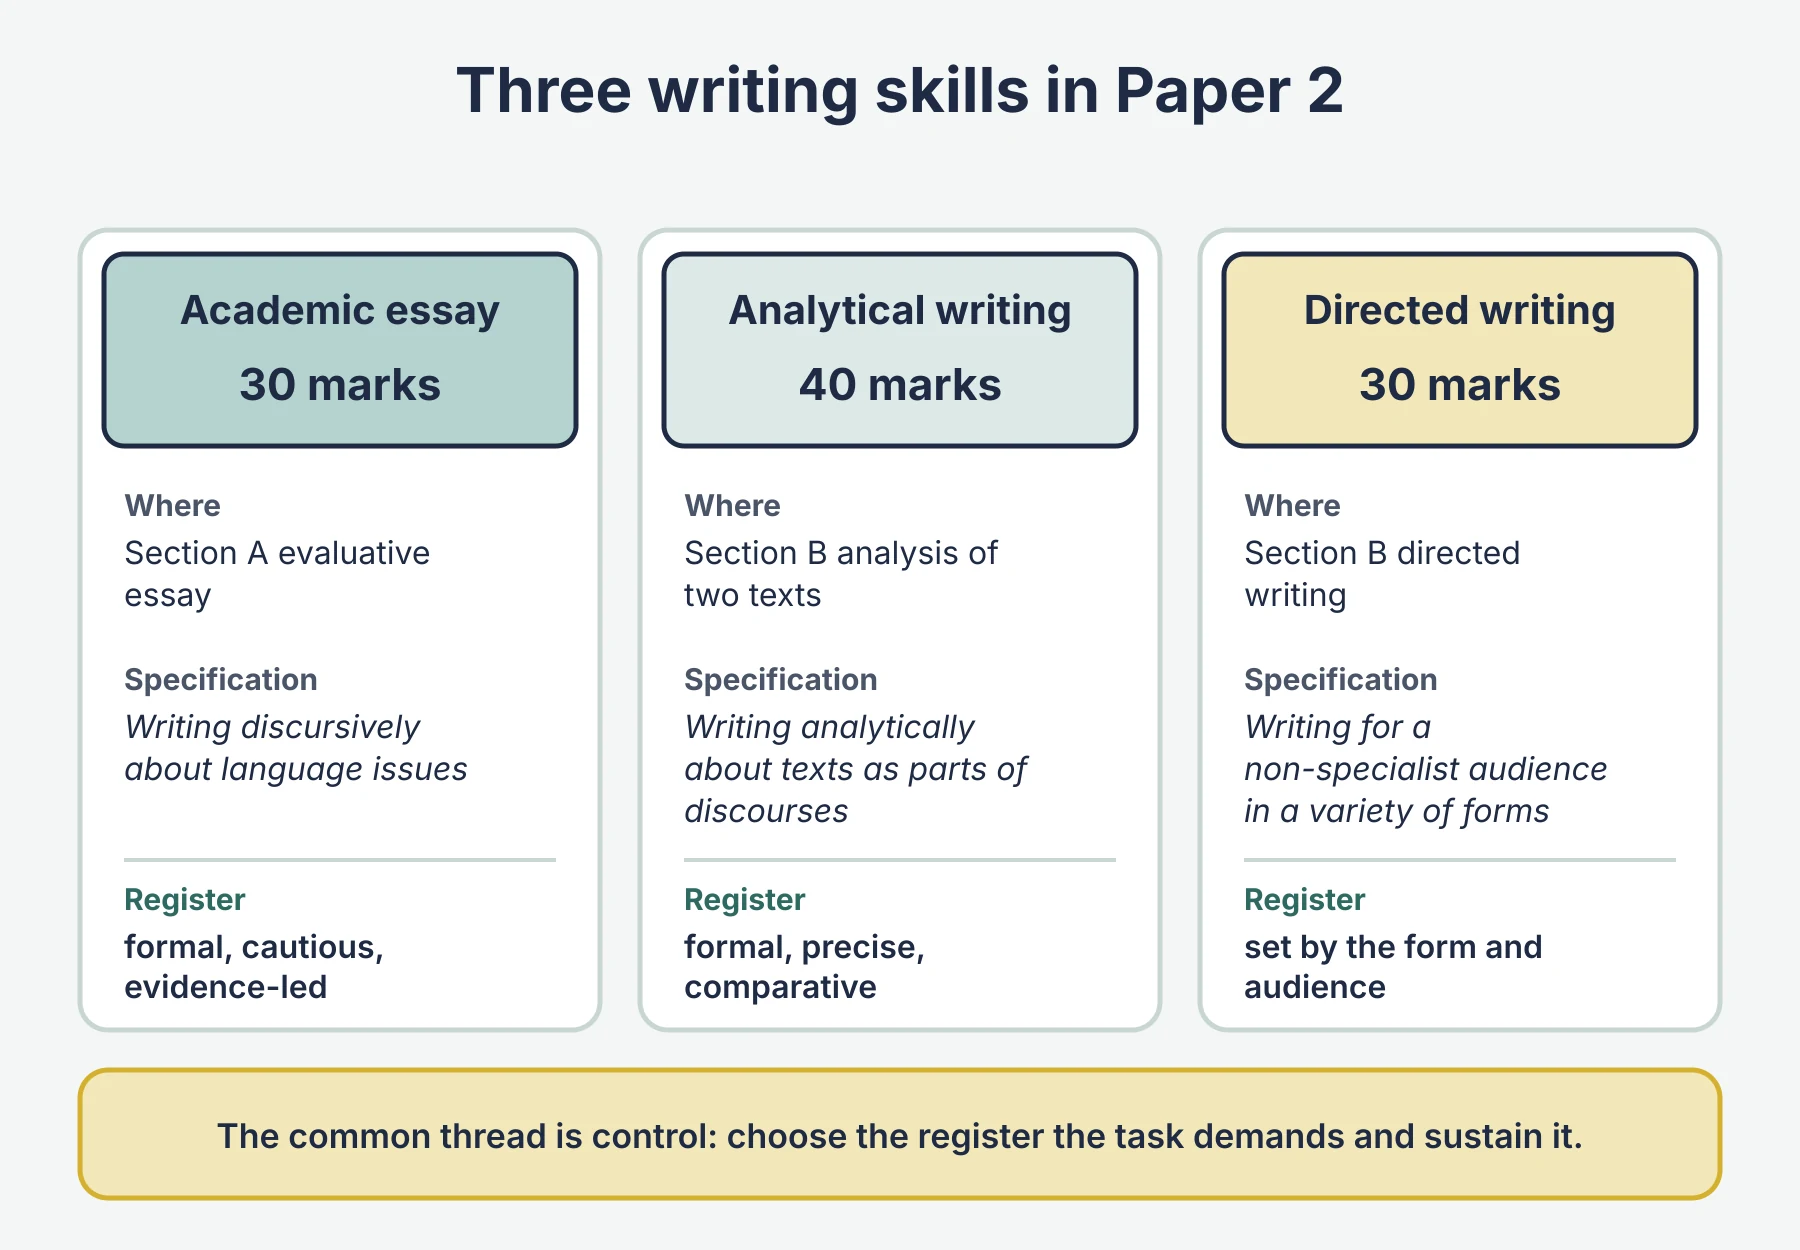 Three writing skills in Paper 2
Academic essay
30 marks
Where
Section A evaluative
essay
Specification
Writing discursively
about language issues
Register
formal, cautious,
evidence-led
Analytical writing
40 marks
Where
Section B analysis of
two texts
Specification
Writing analytically
about texts as parts of
discourses
Register
formal, precise,
comparative
Directed writing
30 marks
Where
Section B directed
writing
Specification
Writing for a
non-specialist audience
in a variety of forms
Register
set by the form and
audience
The common thread is control: choose the register the task demands and sustain it.